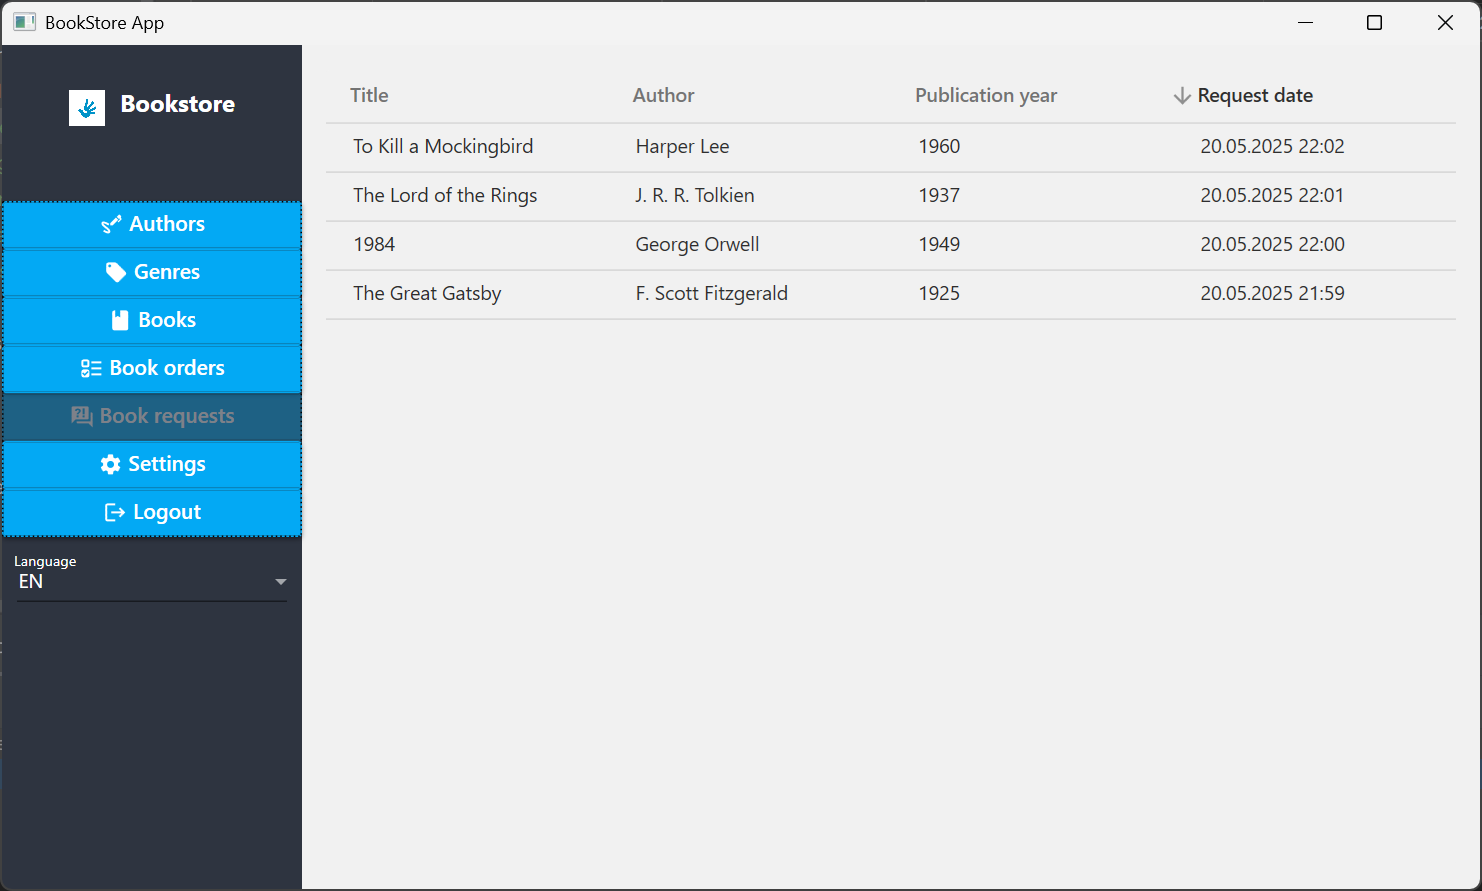 BookStore App
Bookstore
Authors
Genres
Books
Book orders
Book requests
Settings
Logout
Language
EN
Title Author Publication year Request date
To Kill a Mockingbird Harper Lee 1960 20.05.2025 22:02
The Lord of the Rings J. R. R. Tolkien 1937 20.05.2025 22:01
1984 George Orwell 1949 20.05.2025 22:00
The Great Gatsby F. Scott Fitzgerald 1925 20.05.2025 21:59